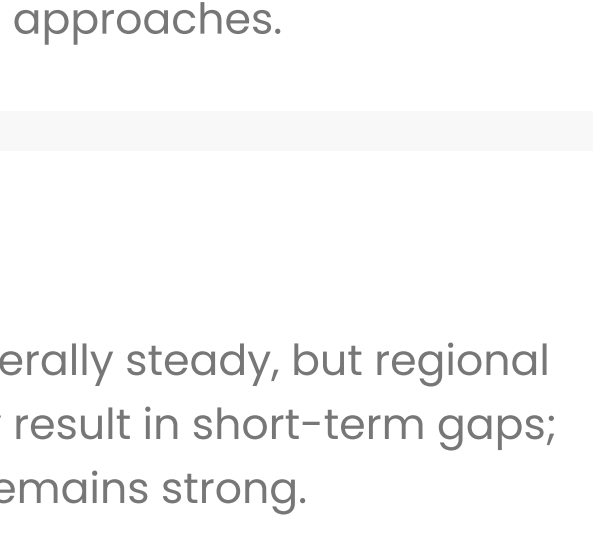 approaches.
erally steady, but regional
result in short-term gaps;
emains strong.